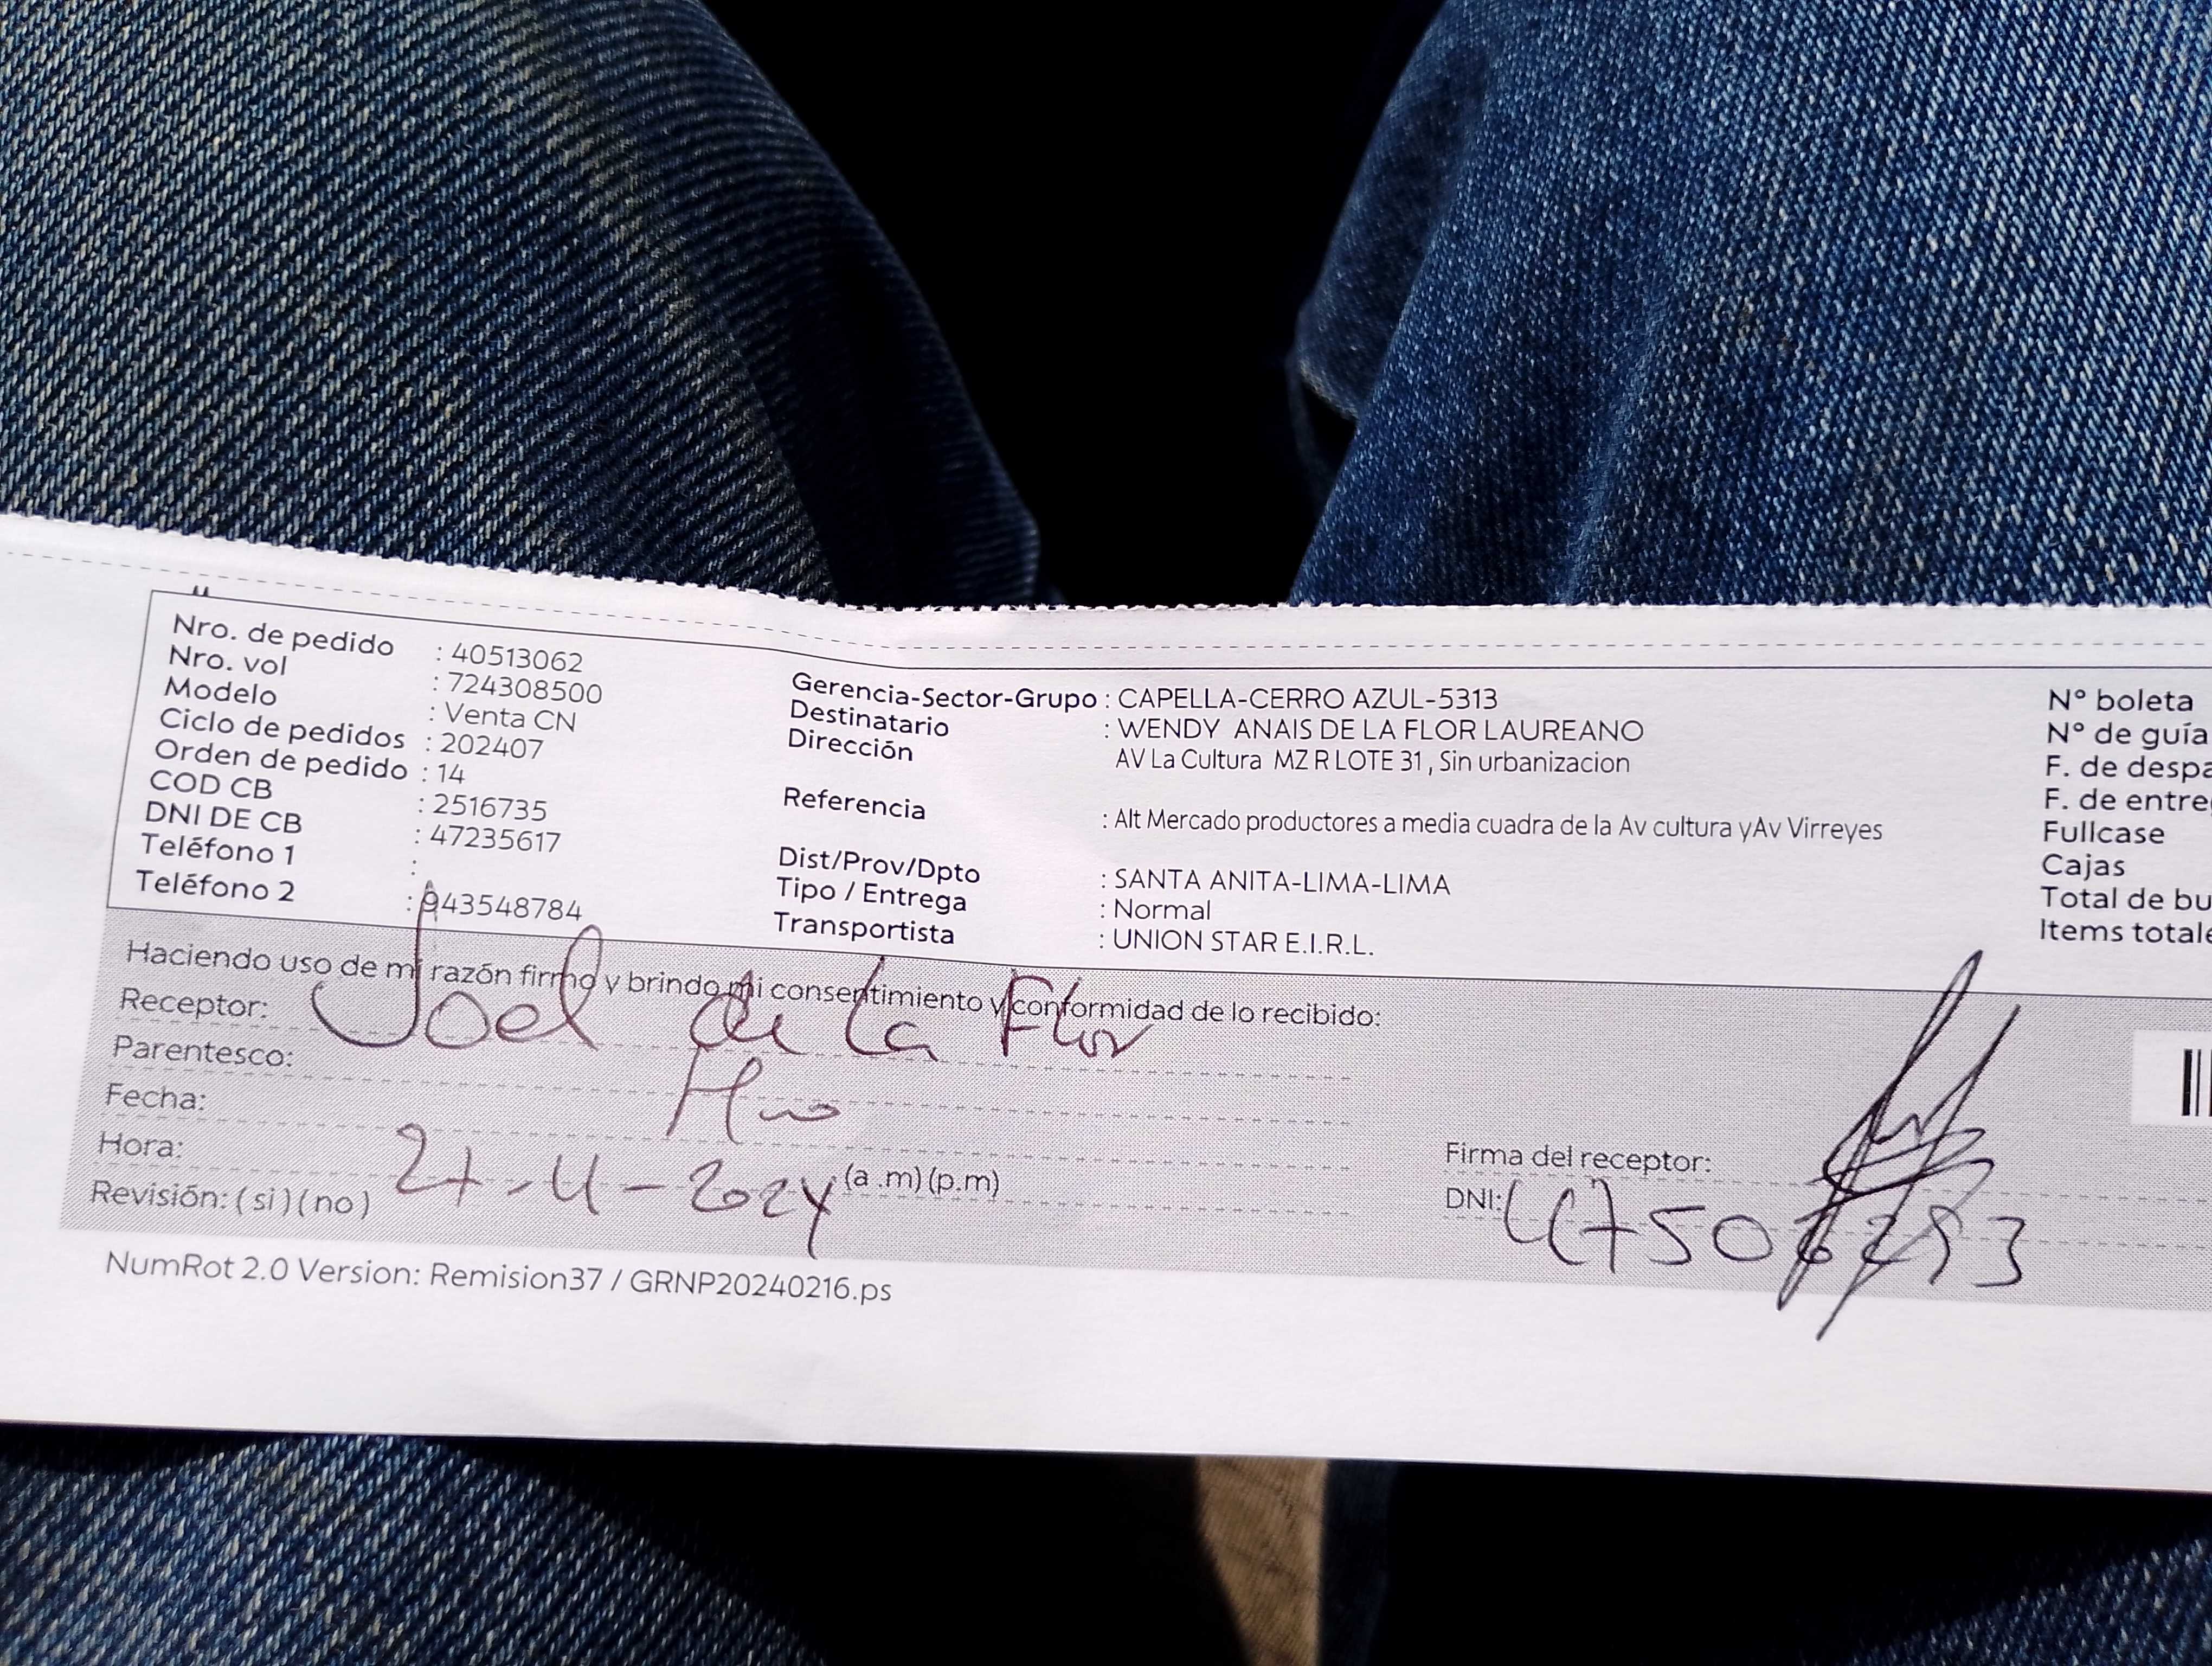 Nro. de pedido : 40513062
Nro. vol : 724308500
Modelo : Venta CN
Ciclo de pedidos : 202407
Orden de pedido : 14
COD CB : 2516735
DNI DE CB : 47235617
Teléfono 1 :
Teléfono 2 : 943548784
Gerencia-Sector-Grupo : CAPELLA-CERRO AZUL-5313
Destinatario : WENDY ANAIS DE LA FLOR LAUREANO
Dirección AV La Cultura MZ R LOTE 31 , Sin urbanizacion
Referencia : Alt Mercado productores a media cuadra de la Av cultura yAv Virreyes
Dist/Prov/Dpto : SANTA ANITA-LIMA-LIMA
Tipo / Entrega : Normal
Transportista : UNION STAR E.I.R.L.
N° boleta
N° de guía
F. de despa
F. de entre
Fullcase
Cajas
Total de bu
Items total
Haciendo uso de mi razón firmo y brindo mi consentimiento y conformidad de lo recibido:
Receptor: Joel de la Flor
Parentesco: Hno
Fecha:
Hora: 27-4-2024 (a .m) (p.m)
Revisión: ( si ) ( no )
Firma del receptor:
DNI:
NumRot 2.0 Version: Remision37 / GRNP20240216.ps